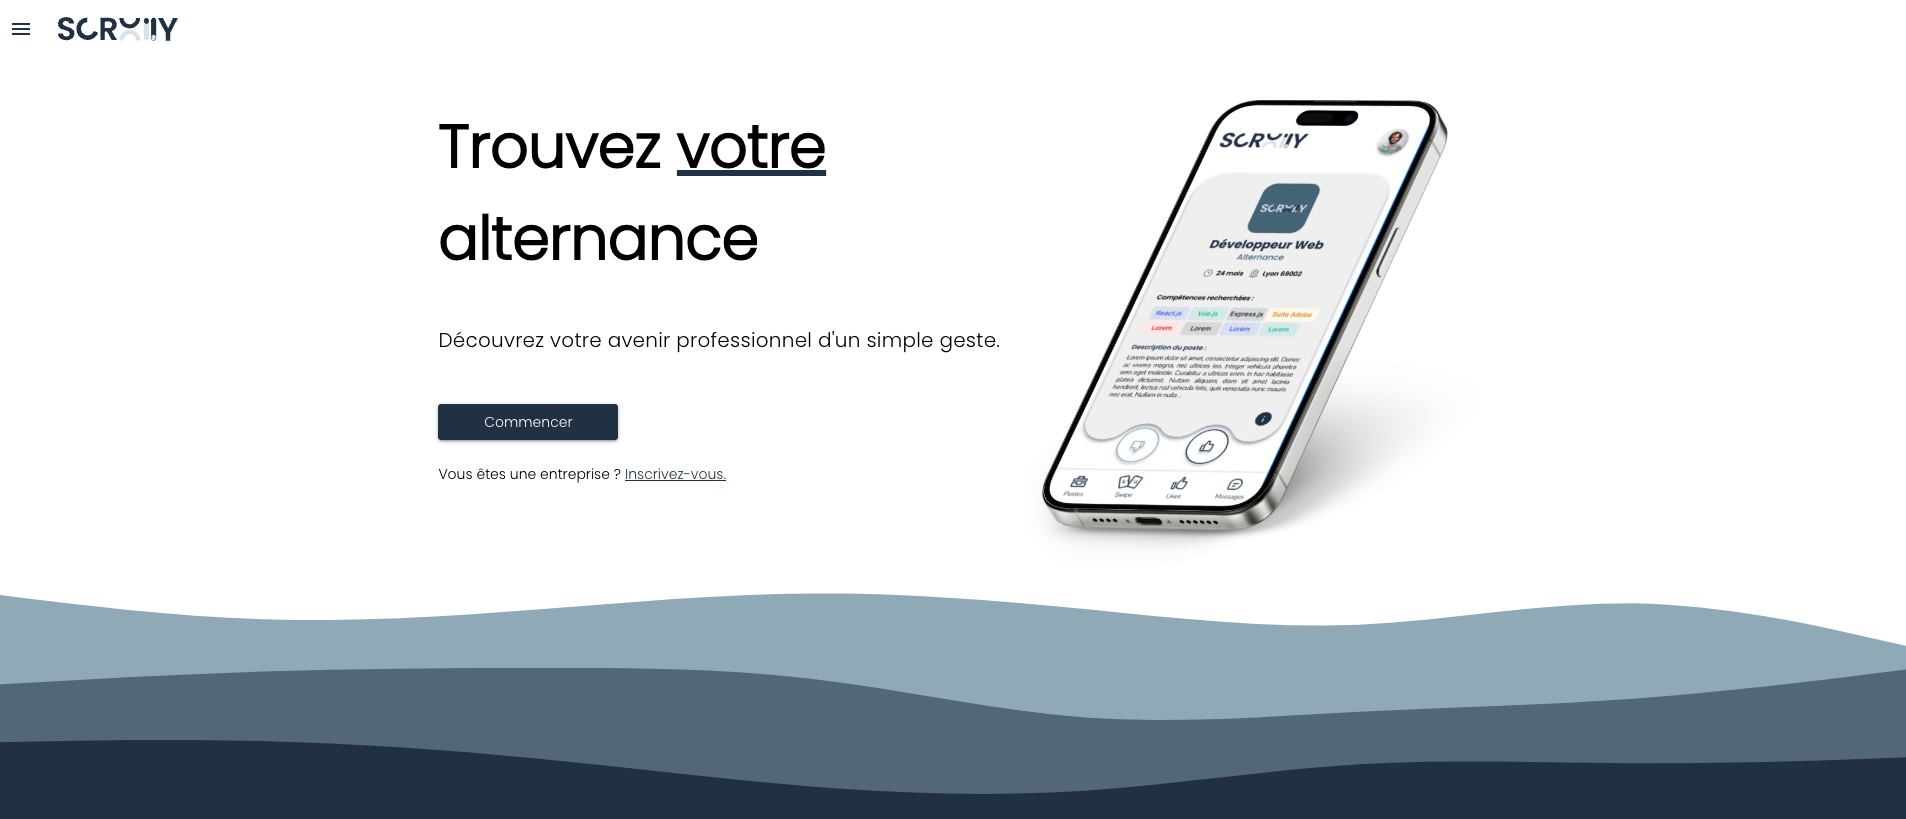 SCROllY
Trouvez votre
alternance
Découvrez votre avenir professionnel d'un simple geste.
Commencer
Vous êtes une entreprise ? Inscrivez-vous.
SCROllY
SCROllY
Développeur Web
Alternance
24 mois Lyon 69002
Compétences recherchées :
React.js Vue.js Express.js Suite Adobe
Lorem Lorem Lorem Lorem
Description du poste :
Lorem ipsum dolor sit amet, consectetur adipiscing elit. Donec
ac viverra magna, nec ultrices leo. Integer vehicula pharetra
sem eget molestie. Curabitur a ultrices enim. In hac habitasse
platea dictumst. Nullam aliquam, diam sit amet lacinia
hendrerit, lectus nisl vehicula felis, quis venenatis nunc mauris
nec erat. Nullam in nulla ...
i
Postes Swipe Likes Messages